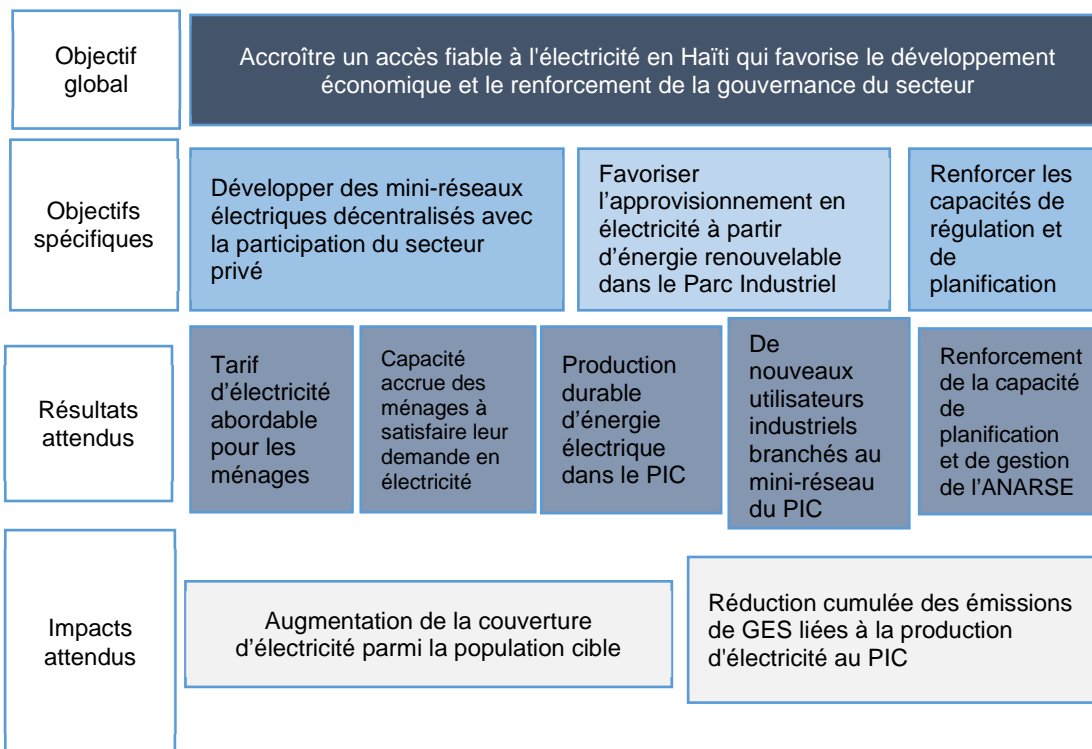 Objectif
global
Accroître un accès fiable à l'électricité en Haïti qui favorise le développement
économique et le renforcement de la gouvernance du secteur
Objectifs
spécifiques
Développer des mini-réseaux
électriques décentralisés avec
la participation du secteur
privé
Favoriser
l’approvisionnement en
électricité à partir
d’énergie renouvelable
dans le Parc Industriel
Renforcer les
capacités de
régulation et
de
planification
Résultats
attendus
Tarif
d’électricité
abordable
pour les
ménages
Capacité
accrue des
ménages à
satisfaire leur
demande en
électricité
Production
durable
d’énergie
électrique
dans le PIC
De
nouveaux
utilisateurs
industriels
branchés au
mini-réseau
du PIC
Renforcement
de la capacité
de
planification
et de gestion
de l’ANARSE
Impacts
attendus
Augmentation de la couverture
d’électricité parmi la population cible
Réduction cumulée des émissions
de GES liées à la production
d'électricité au PIC